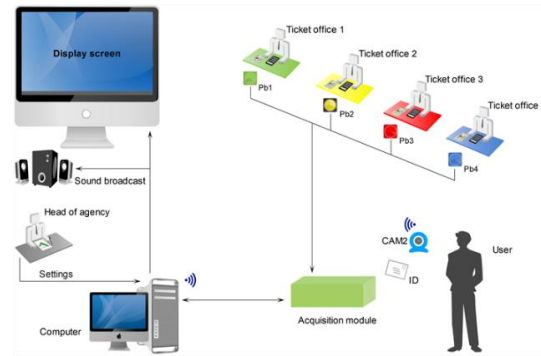 Display screen
Ticket office 1
Ticket office 2
Ticket office 3
Ticket office
Pb1
Pb2
Pb3
Pb4
Sound broadcast
Head of agency
Settings
Computer
Acquisition module
CAM2
ID
User